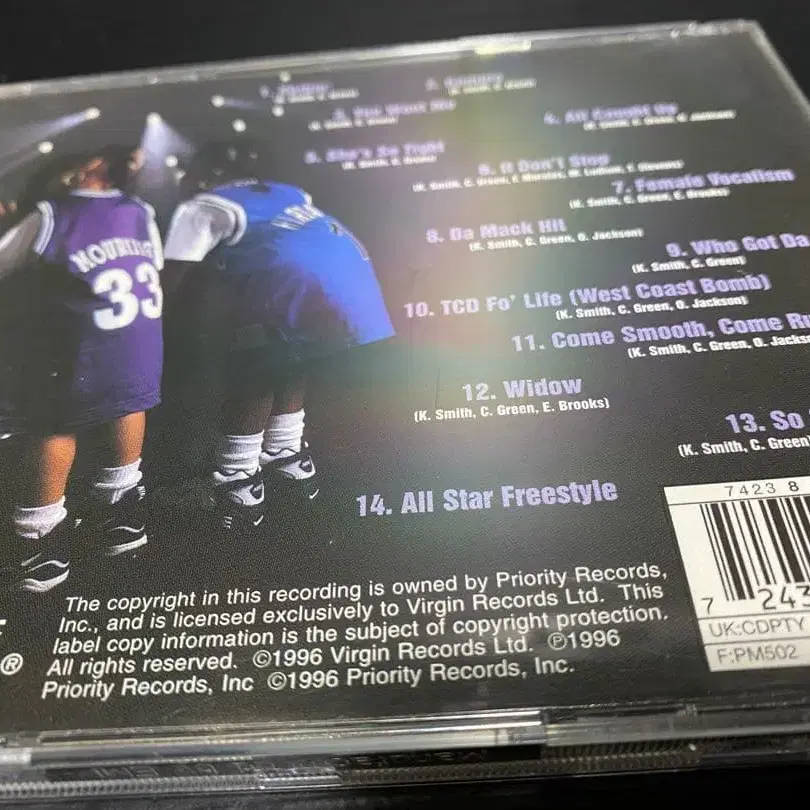 3. You Want Me
4. All Caught Up
5. She's So Tight
6. It Don't Stop
7. Female Vocalism
(K. Smith, C. Green, E. Brooks)
8. Da Mack Hit
(K. Smith, C. Green, O. Jackson)
9. Who Got Da
(K. Smith, C. Green)
10. TCD Fo' Life (West Coast Bomb)
(K. Smith, C. Green, O. Jackson)
11. Come Smooth, Come Ru
(K. Smith, C. Green, O. Jackso
12. Widow
(K. Smith, C. Green, E. Brooks)
13. So
(K. Smith, C. Green
14. All Star Freestyle
MOURNING
33
7423 8
7 243
UK:CDPTY
F:PM502
The copyright in this recording is owned by Priority Records,
Inc., and is licensed exclusively to Virgin Records Ltd. This
label copy information is the subject of copyright protection.
® All rights reserved. ©1996 Virgin Records Ltd. ℗1996
Priority Records, Inc ©1996 Priority Records, Inc.